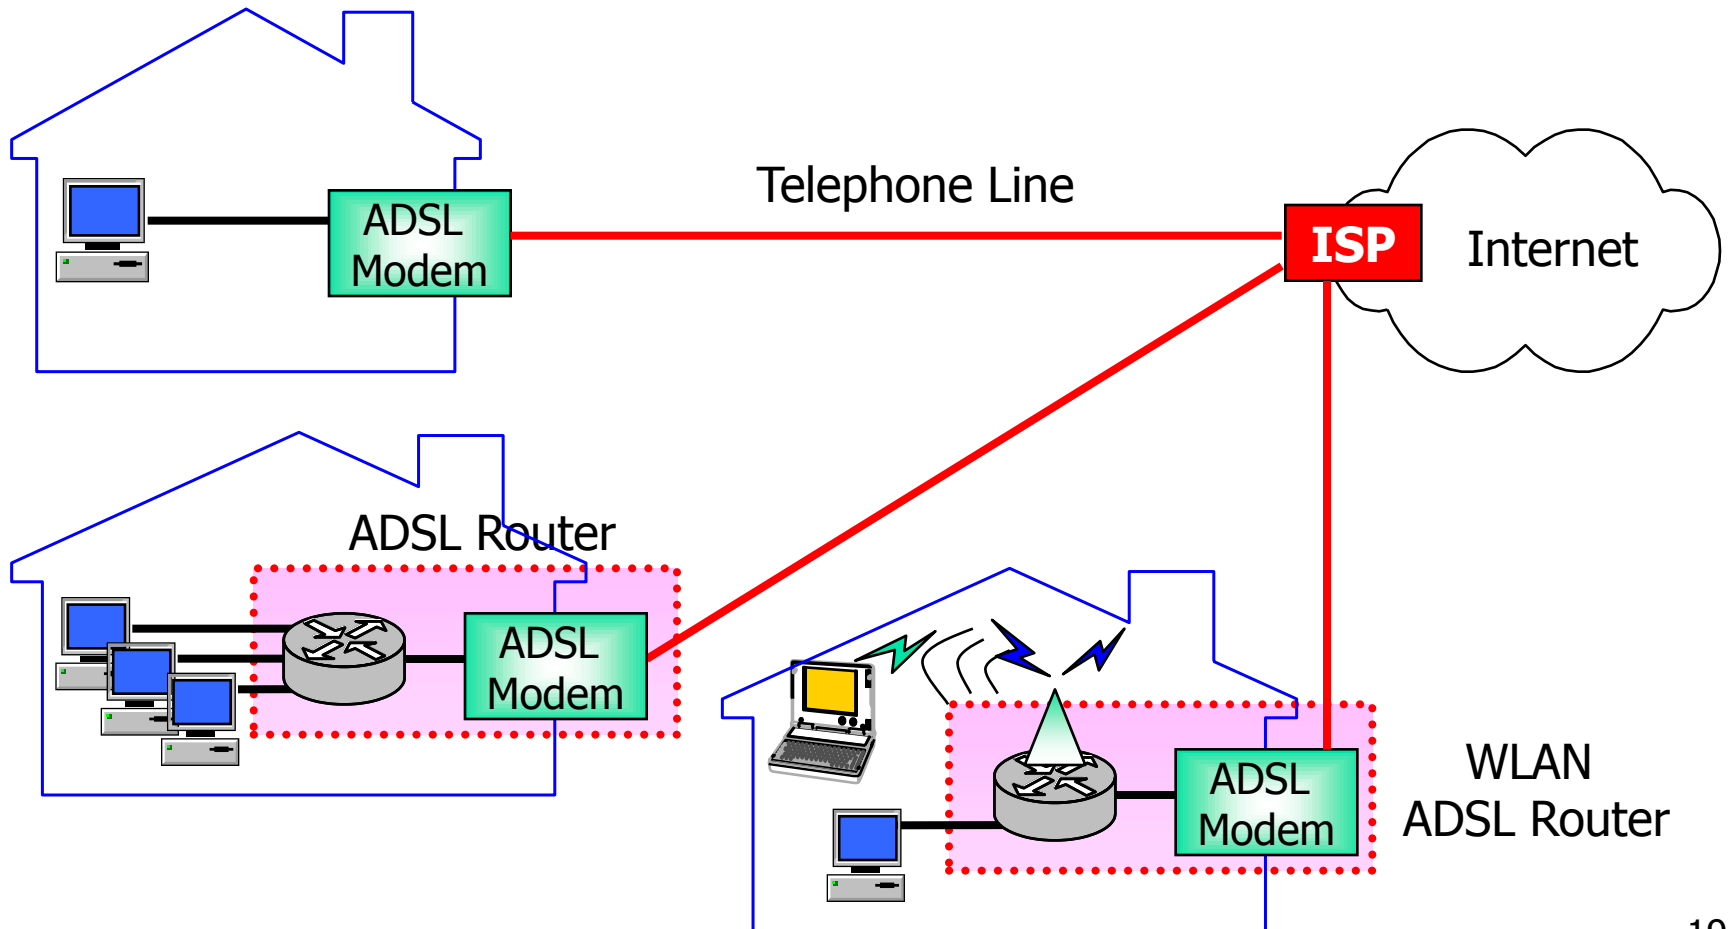 Telephone Line
ADSL
Modem
ISP
Internet
ADSL Router
ADSL
Modem
ADSL
Modem
WLAN
ADSL Router